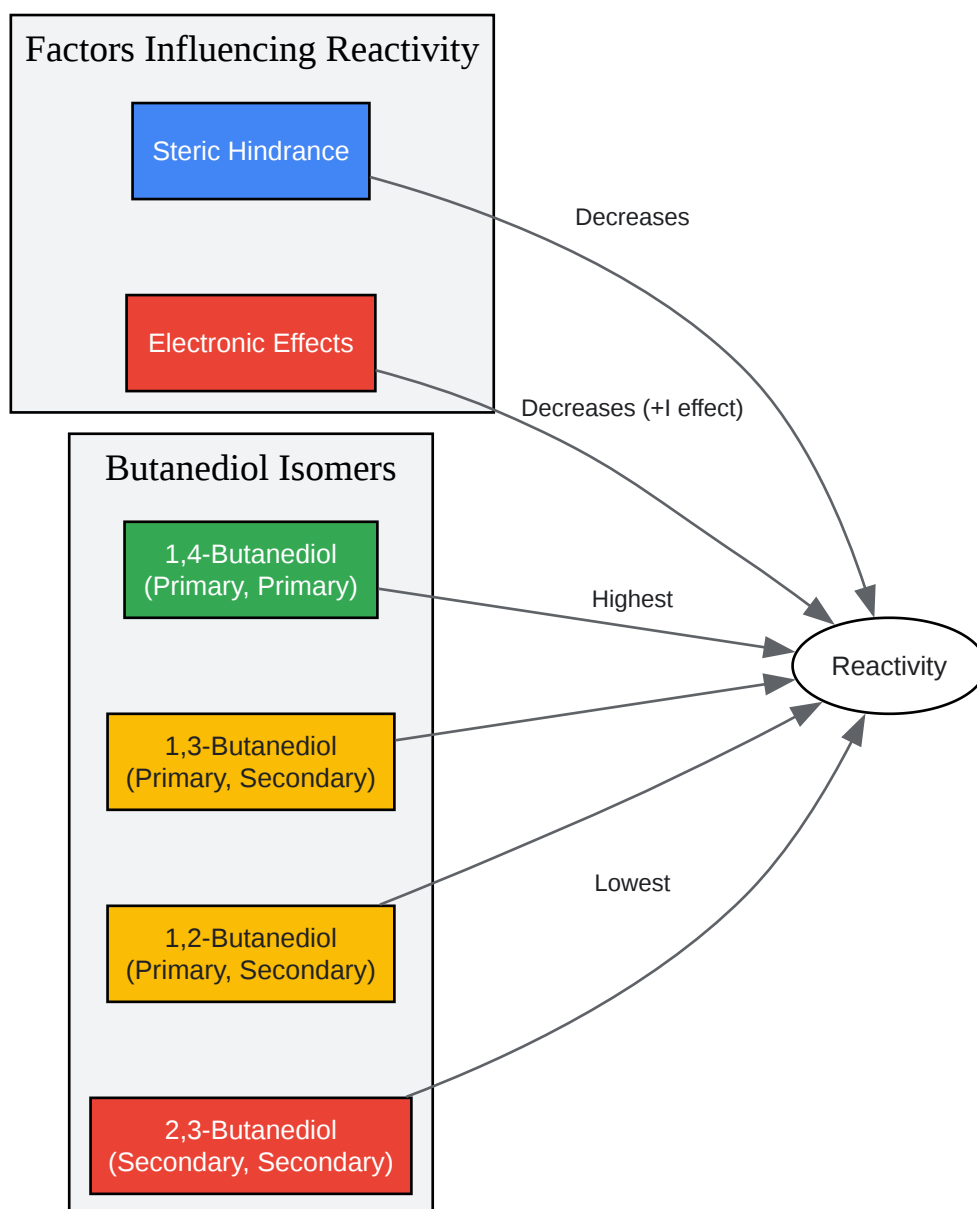 Factors Influencing Reactivity
Steric Hindrance
Decreases
Electronic Effects
Decreases (+I effect)
Butanediol Isomers
1,4-Butanediol
(Primary, Primary)
Highest
Reactivity
1,3-Butanediol
(Primary, Secondary)
Lowest
1,2-Butanediol
(Primary, Secondary)
2,3-Butanediol
(Secondary, Secondary)